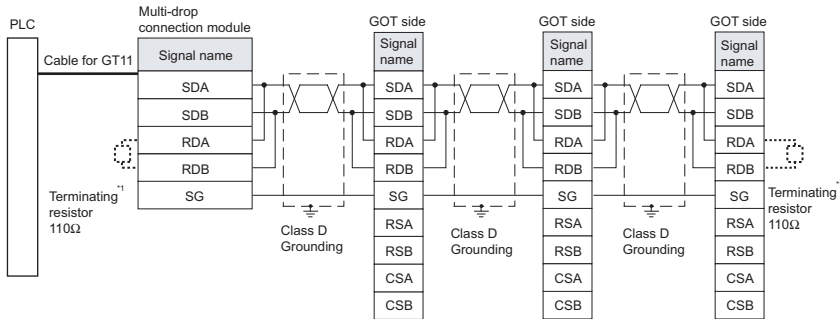 PLC
Cable for GT11
Multi-drop
connection module
Signal name
SDA
SDB
RDA
RDB
SG
Terminating*1
resistor
110Ω
Class D
Grounding
GOT side
Signal
name
SDA
SDB
RDA
RDB
SG
RSA
RSB
CSA
CSB
Class D
Grounding
GOT side
Signal
name
SDA
SDB
RDA
RDB
SG
RSA
RSB
CSA
CSB
Class D
Grounding
GOT side
Signal
name
SDA
SDB
RDA
RDB
SG
RSA
RSB
CSA
CSB
Terminating*
resistor
110Ω